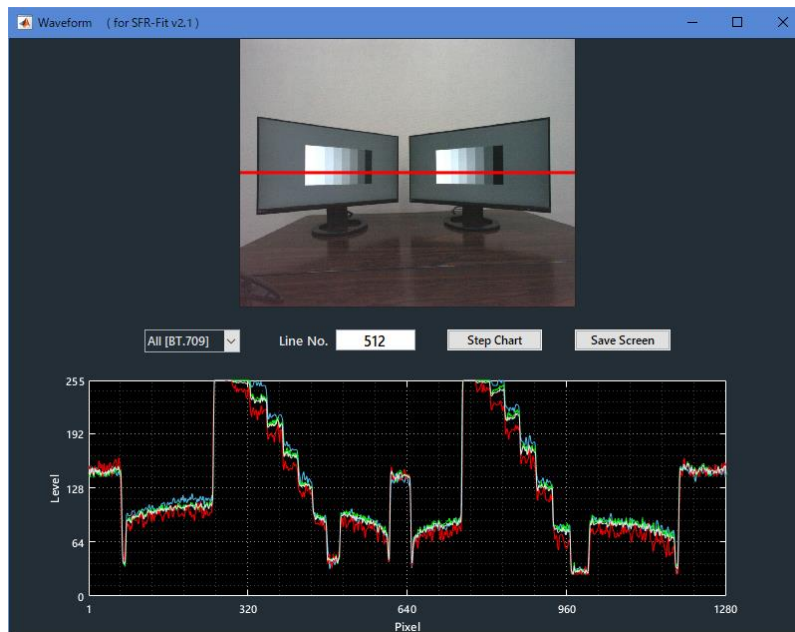 Waveform ( for SFR-Fit v2.1 )
All [BT.709] Line No. 512 Step Chart Save Screen
255
192
128
64
0
Level
1 320 640 960 1280
Pixel